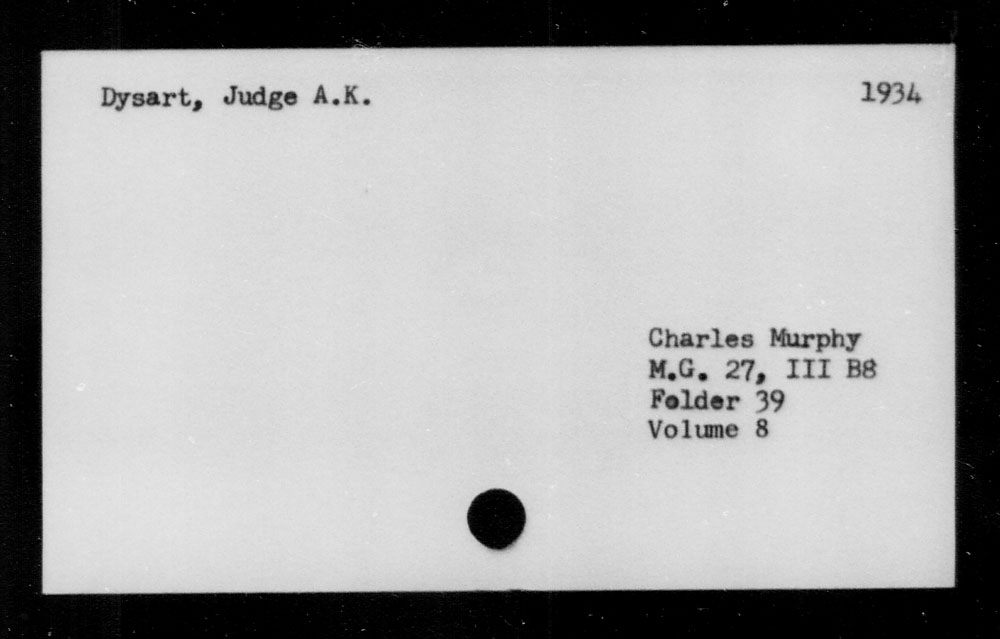 Dysart, Judge A.K. 1934
Charles Murphy
M.G. 27, III B8
Folder 39
Volume 8